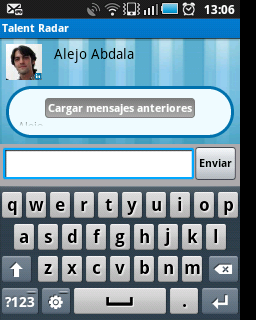 13:06
Talent Radar
Alejo Abdala
Cargar mensajes anteriores
Enviar
q w e r t y u i o p
a s d f g h j k l
z x c v b n m
?123 .